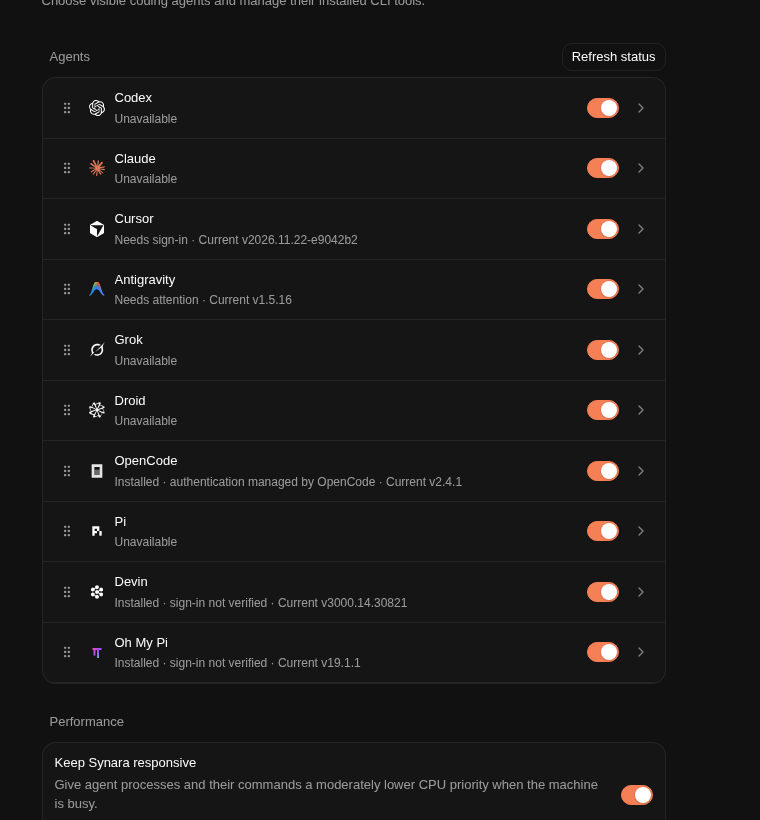 Choose visible coding agents and manage their installed CLI tools.
Agents
Refresh status
Codex
Unavailable
Claude
Unavailable
Cursor
Needs sign-in · Current v2026.11.22-e9042b2
Antigravity
Needs attention · Current v1.5.16
Grok
Unavailable
Droid
Unavailable
OpenCode
Installed · authentication managed by OpenCode · Current v2.4.1
Pi
Unavailable
Devin
Installed · sign-in not verified · Current v3000.14.30821
Oh My Pi
Installed · sign-in not verified · Current v19.1.1
Performance
Keep Synara responsive
Give agent processes and their commands a moderately lower CPU priority when the machine
is busy.